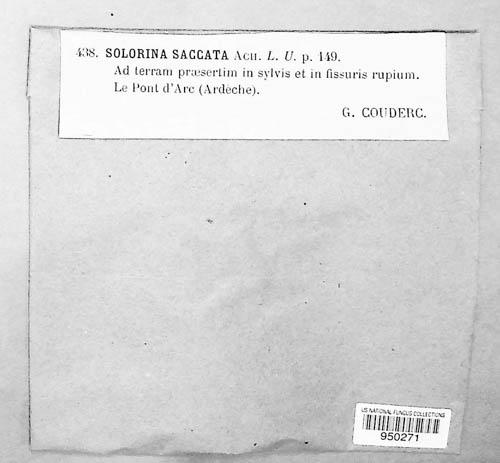 438. SOLORINA SACCATA Ach. L. U. p. 149.
Ad terram præsertim in sylvis et in fissuris rupium.
Le Pont d'Arc (Ardèche).
G. COUDERC.
US NATIONAL FUNGUS COLLECTIONS
950271